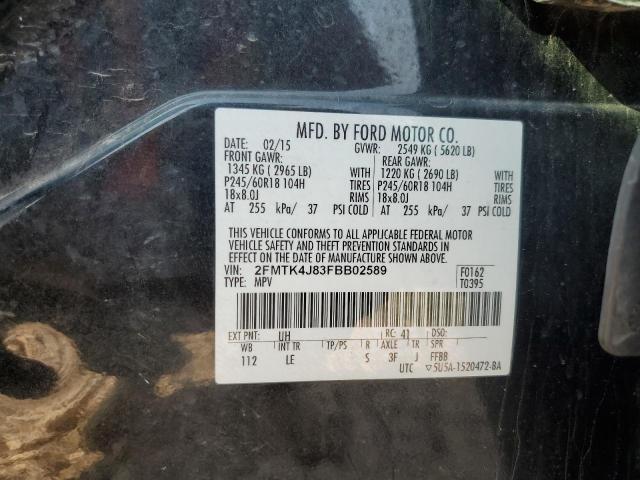 MFD. BY FORD MOTOR CO.
DATE: 02/15 GVWR: 2549 KG ( 5620 LB)
FRONT GAWR: REAR GAWR:
1345 KG ( 2965 LB) 1220 KG ( 2690 LB) WITH
P245/60R18 104H TIRES P245/60R18 104H TIRES
18x8.0J RIMS 18x8.0J RIMS
AT 255 kPa/ 37 PSI COLD AT 255 kPa/ 37 PSI COLD
THIS VEHICLE CONFORMS TO ALL APPLICABLE FEDERAL MOTOR
VEHICLE SAFETY AND THEFT PREVENTION STANDARDS IN
EFFECT ON THE DATE OF MANUFACTURE SHOWN ABOVE.
VIN: 2FMTK4J83FBB02589 F0162
TYPE: MPV T0395
EXT PNT: UH RC: 41 DSO:
WB INT TR TP/PS R AXLE TR SPR
112 LE S 3F J FFBB
UTC ▽5U5A-1520472-BA